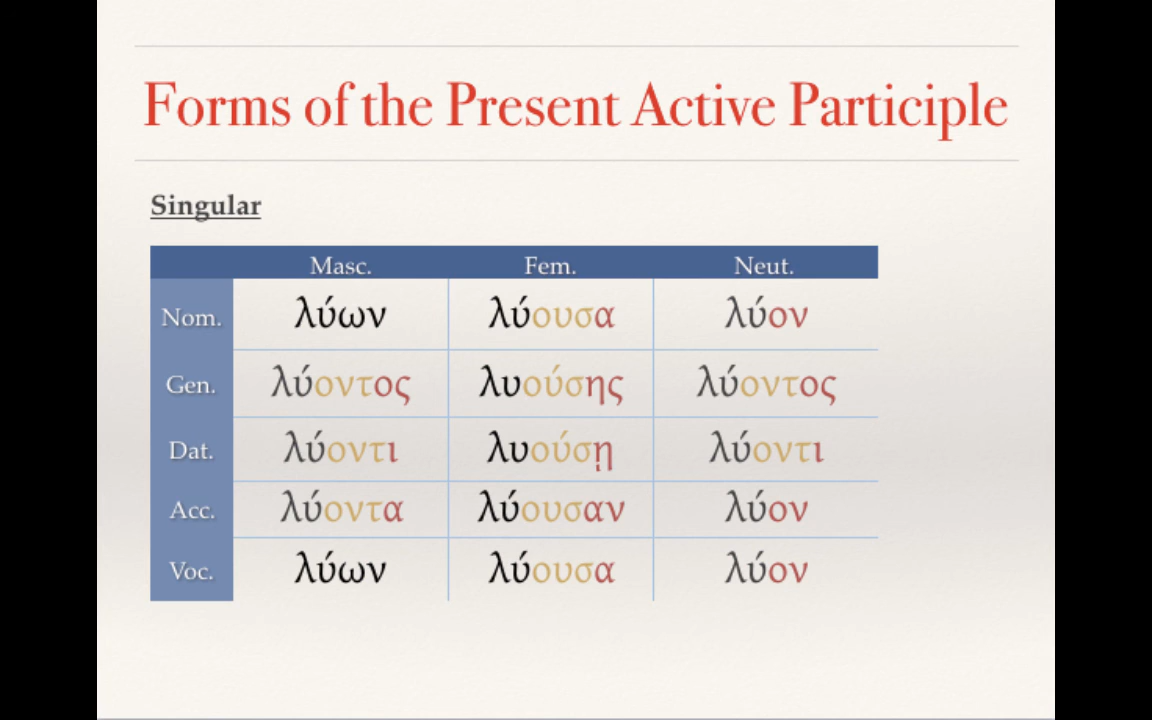 Forms of the Present Active Participle
Singular
Masc. Fem. Neut.
Nom. λύων λύουσα λύον
Gen. λύοντος λυούσης λύοντος
Dat. λύοντι λυούσῃ λύοντι
Acc. λύοντα λύουσαν λύον
Voc. λύων λύουσα λύον